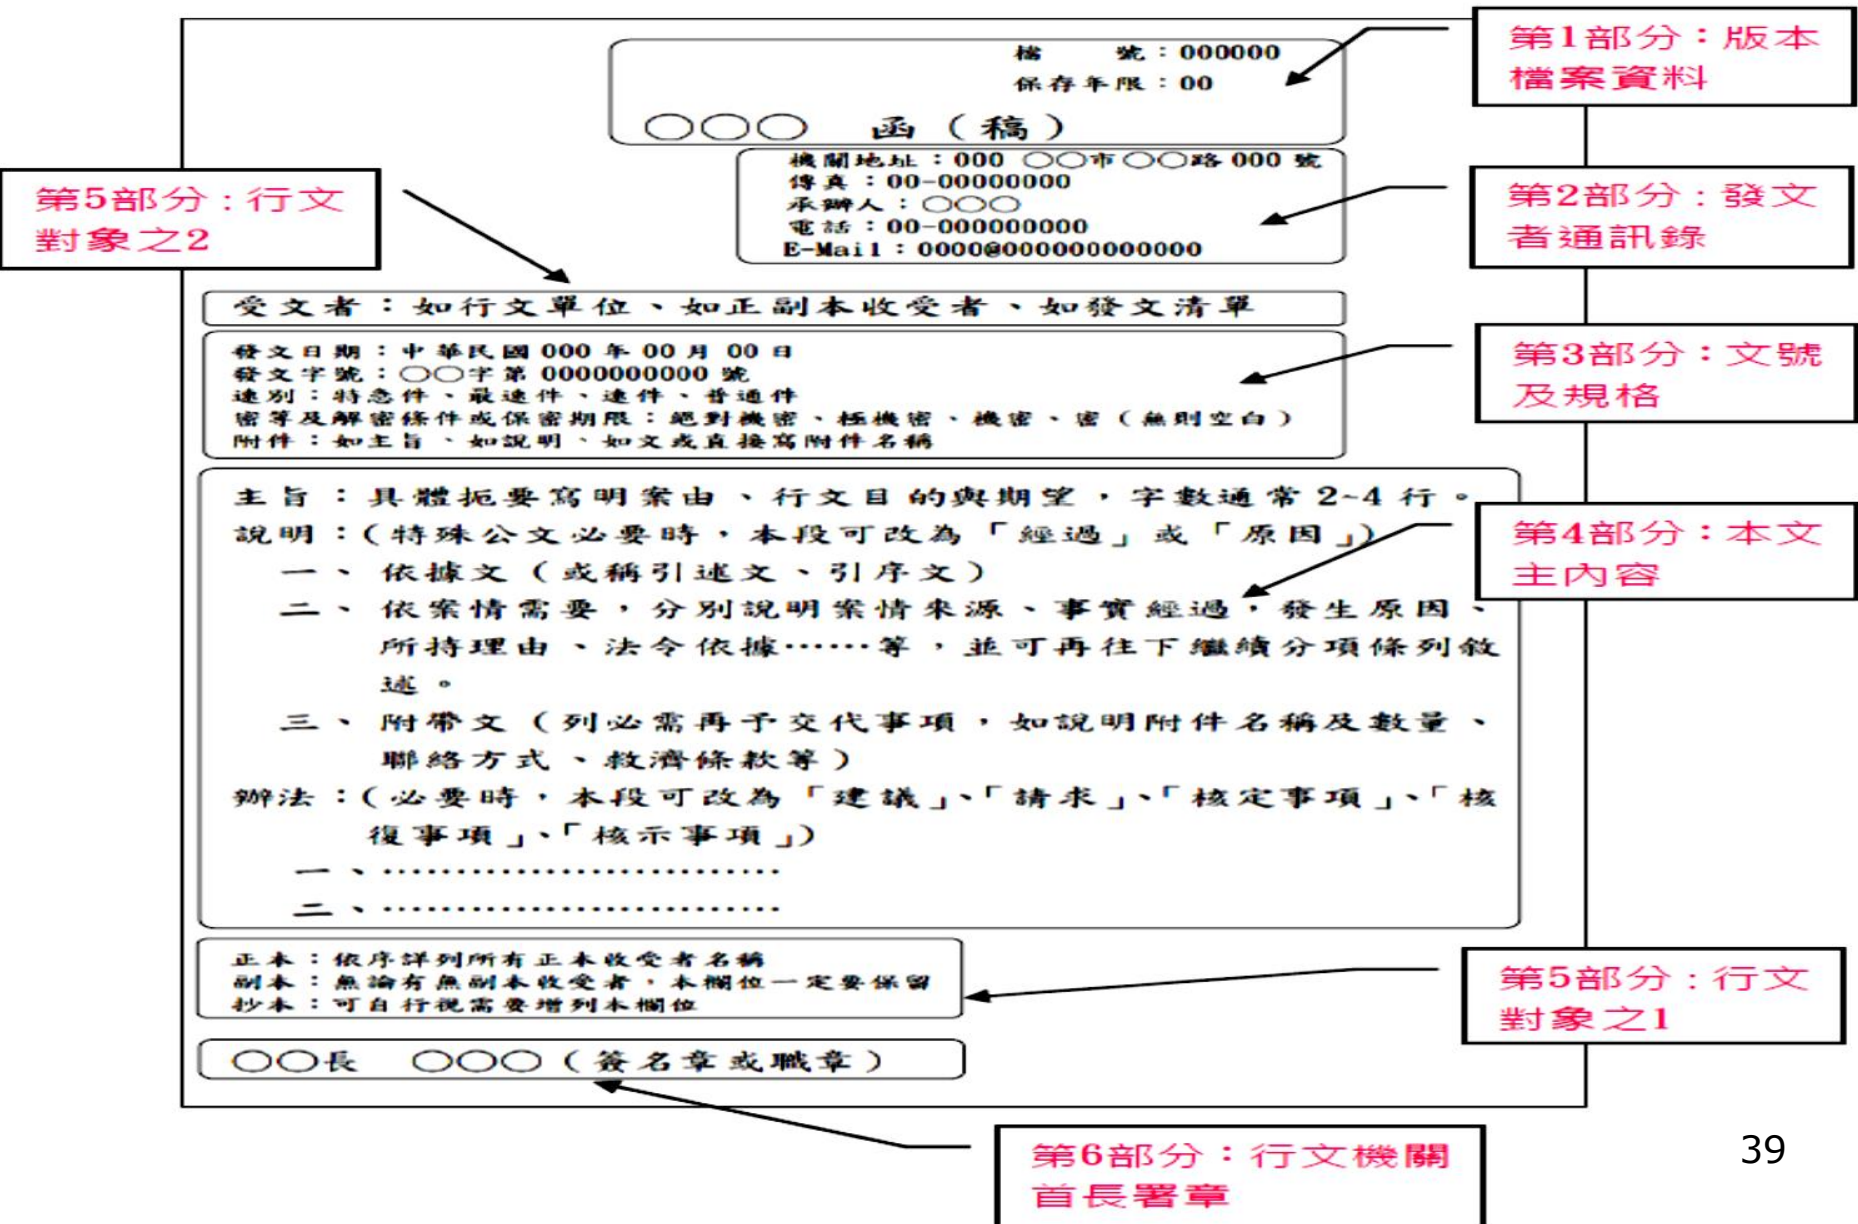 第1部分：版本
檔案資料
檔　　號：000000
保存年限：00
○○○　函（稿）
機關地址：000 ○○市○○路 000 號
傳真：00-00000000
承辦人：○○○
電話：00-000000000
E-Mail：0000@000000000000
第2部分：發文
者通訊錄
第5部分：行文
對象之2
受文者：如行文單位、如正副本收受者、如發文清單
發文日期：中華民國 000 年 00 月 00 日
發文字號：○○字第 0000000000 號
速別：特急件、最速件、速件、普通件
密等及解密條件或保密期限：絕對機密、極機密、機密、密（無則空白）
附件：如主旨、如說明、如文或直接寫附件名稱
第3部分：文號
及規格
主旨：具體扼要寫明案由、行文目的與期望，字數通常 2~4 行。
說明：(特殊公文必要時，本段可改為「經過」或「原因」)
一、依據文（或稱引述文、引序文）
二、依案情需要，分別說明案情來源、事實經過，發生原因、
所持理由、法令依據……等，並可再往下繼續分項條列敘
述。
三、附帶文（列必需再予交代事項，如說明附件名稱及數量、
聯絡方式、救濟條款等）
辦法：(必要時，本段可改為「建議」、「請求」、「核定事項」、「核
復事項」、「核示事項」)
一、…………………………
二、…………………………
第4部分：本文
主內容
正本：依序詳列所有正本收受者名稱
副本：無論有無副本收受者，本欄位一定要保留
抄本：可自行視需要增列本欄位
第5部分：行文
對象之1
○○長　○○○（簽名章或職章）
第6部分：行文機關
首長署章
39